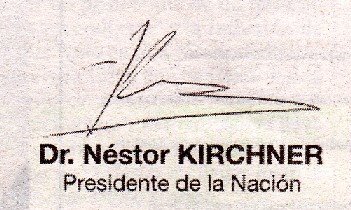 Dr. Néstor KIRCHNER
Presidente de la Nación